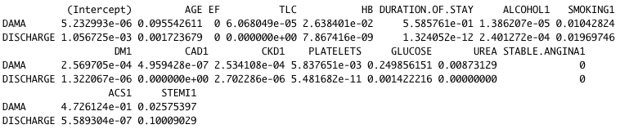 (Intercept) AGE EF TLC HB DURATION.OF.STAY ALCOHOL1 SMOKING1
DAMA 5.232993e-06 0.095542611 0 6.068049e-05 2.638401e-02 5.585761e-01 1.386207e-05 0.01042824
DISCHARGE 1.056725e-03 0.001723679 0 0.000000e+00 7.867416e-09 1.324052e-12 2.401272e-04 0.01969746
DM1 CAD1 CKD1 PLATELETS GLUCOSE UREA STABLE.ANGINA1
DAMA 2.569705e-04 4.959428e-07 2.534108e-04 5.837651e-03 0.249856151 0.00873129 0
DISCHARGE 1.322067e-06 0.000000e+00 2.702286e-06 5.481682e-11 0.001422216 0.00000000 0
ACS1 STEMI1
DAMA 4.726124e-01 0.02575397
DISCHARGE 5.589304e-07 0.10009029